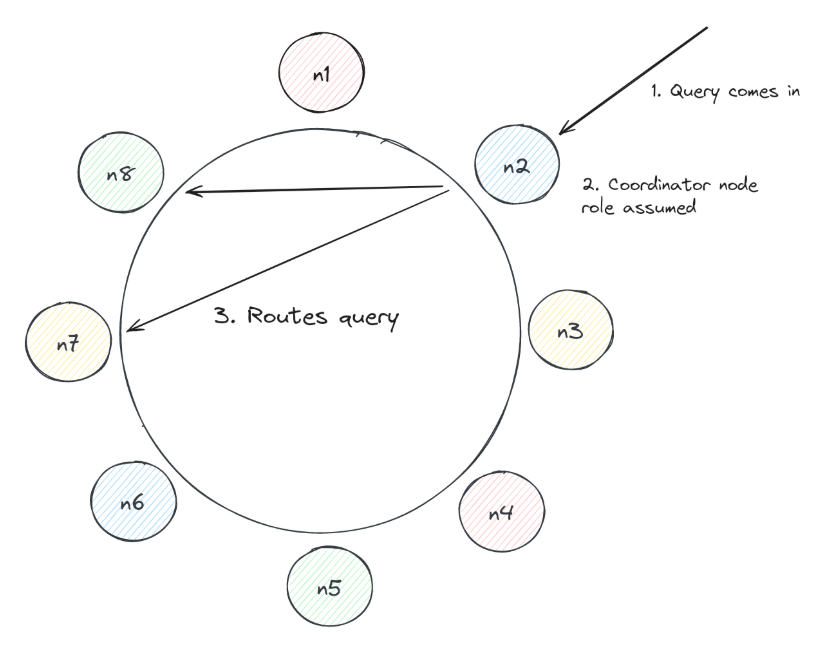 n1
1. Query comes in
n8
n2
2. Coordinator node
role assumed
3. Routes query
n7
n3
n6
n4
n5